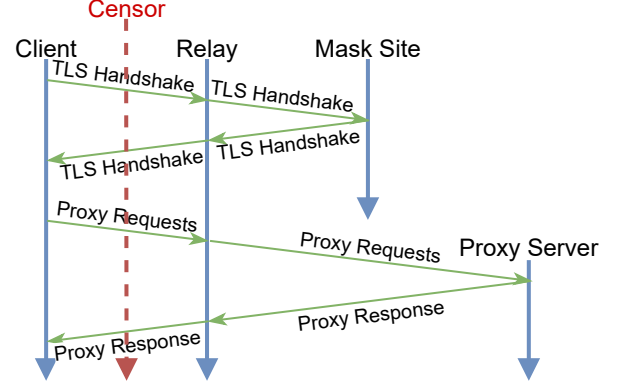 Censor
Client
Relay
Mask Site
TLS Handshake
TLS Handshake
TLS Handshake
TLS Handshake
Proxy Requests
Proxy Requests
Proxy Server
Proxy Response
Proxy Response